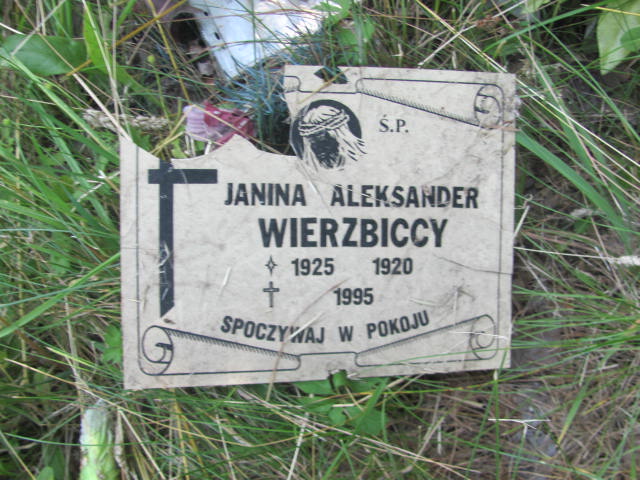 Ś.P.
JANINA ALEKSANDER
WIERZBICCY
1925 1920
1995
SPOCZYWAJ W POKOJU